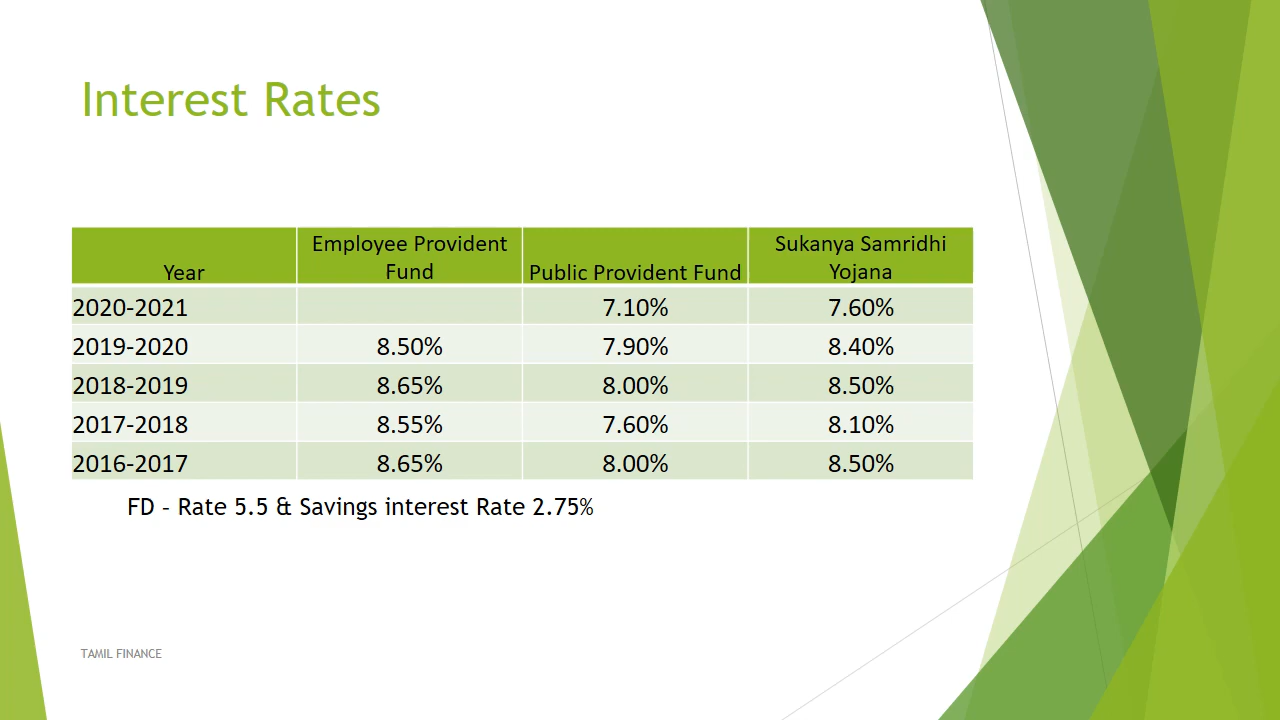 Interest Rates
Employee Provident Sukanya Samridhi
Year Fund Public Provident Fund Yojana
2020-2021 7.10% 7.60%
2019-2020 8.50% 7.90% 8.40%
2018-2019 8.65% 8.00% 8.50%
2017-2018 8.55% 7.60% 8.10%
2016-2017 8.65% 8.00% 8.50%
FD - Rate 5.5 & Savings interest Rate 2.75%
TAMIL FINANCE